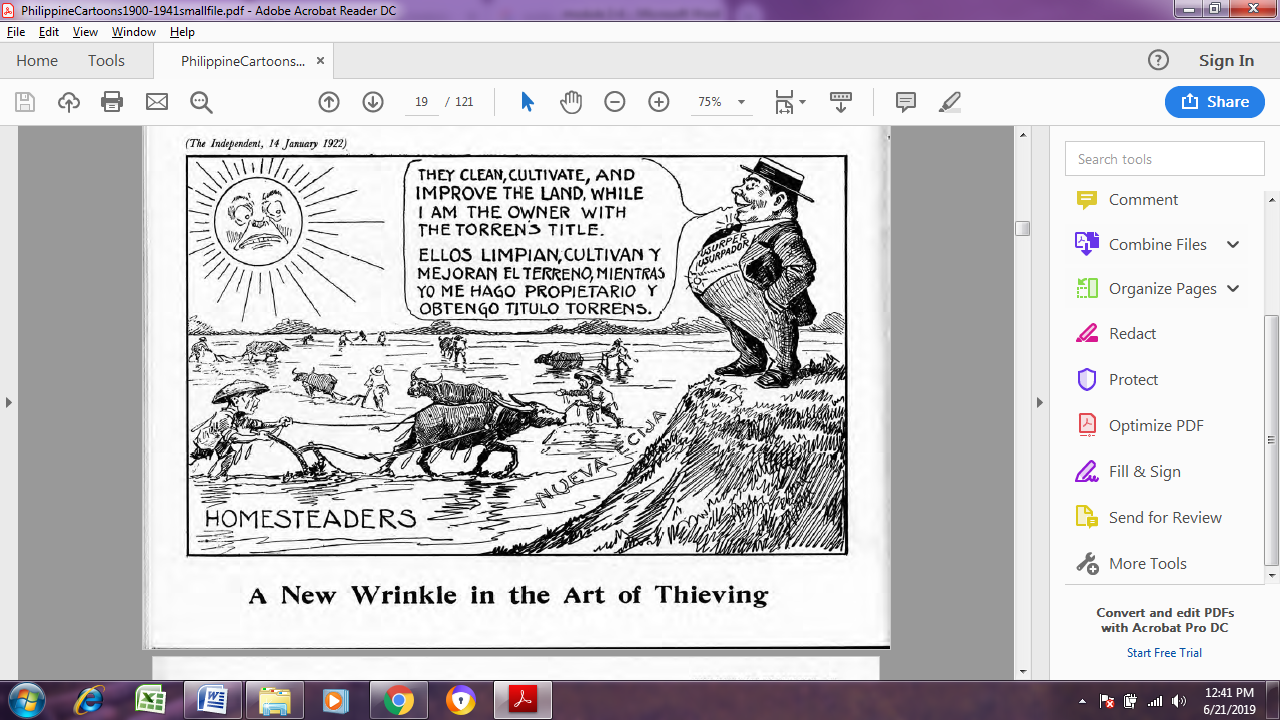 PhilippineCartoons1900-1941smallfile.pdf - Adobe Acrobat Reader DC
File Edit View Window Help
Home Tools PhilippineCartoons... × Sign In
19 / 121 75% Share
(The Independent, 14 January 1922)
THEY CLEAN, CULTIVATE, AND
IMPROVE THE LAND, WHILE
I AM THE OWNER WITH
THE TORREN'S TITLE.
ELLOS LIMPIAN, CULTIVAN Y
MEJORAN EL TERRENO, MIENTRAS
YO ME HAGO PROPIETARIO Y
OBTENGO TITULO TORRENS.
USURPER
USURPADOR
NUEVA ECIJA
HOMESTEADERS
A New Wrinkle in the Art of Thieving
Search tools
Comment
Combine Files
Organize Pages
Redact
Protect
Optimize PDF
Fill & Sign
Send for Review
More Tools
Convert and edit PDFs
with Acrobat Pro DC
Start Free Trial
12:41 PM
6/21/2019